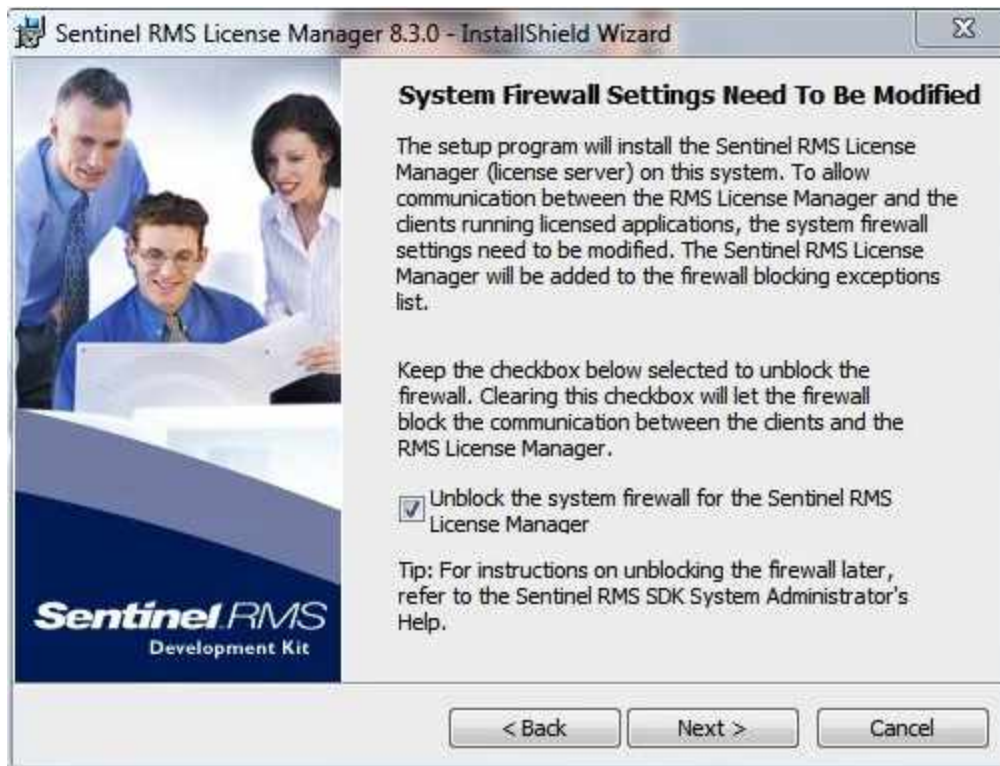 Sentinel RMS License Manager 8.3.0 - InstallShield Wizard
System Firewall Settings Need To Be Modified
The setup program will install the Sentinel RMS License
Manager (license server) on this system. To allow
communication between the RMS License Manager and the
clients running licensed applications, the system firewall
settings need to be modified. The Sentinel RMS License
Manager will be added to the firewall blocking exceptions
list.
Keep the checkbox below selected to unblock the
firewall. Clearing this checkbox will let the firewall
block the communication between the clients and the
RMS License Manager.
Unblock the system firewall for the Sentinel RMS
License Manager
Tip: For instructions on unblocking the firewall later,
refer to the Sentinel RMS SDK System Administrator's
Help.
Sentinel RMS
Development Kit
< Back
Next >
Cancel